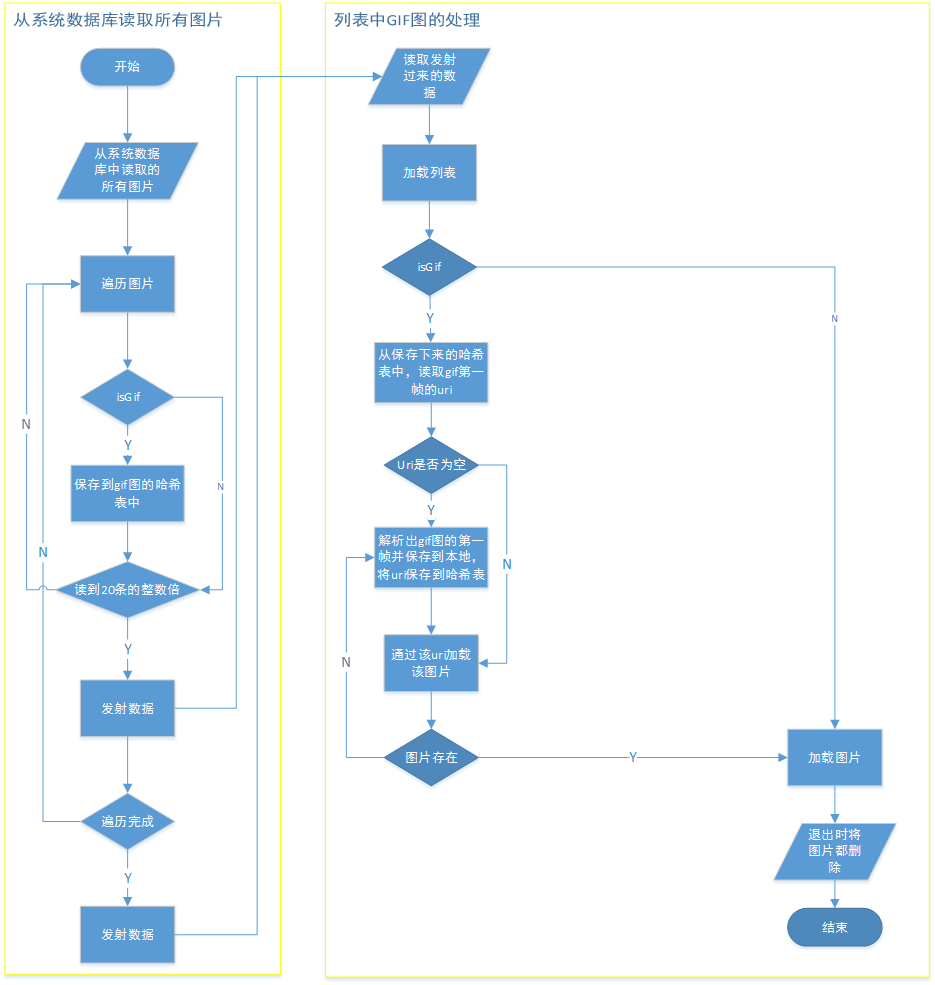 从系统数据库读取所有图片
开始
从系统数据
库中读取的
所有图片
遍历图片
isGif
N
Y
N
保存到gif图的哈希
表中
N
读到20条的整数倍
Y
发射数据
遍历完成
Y
发射数据
列表中GIF图的处理
读取发射
过来的数
据
加载列表
isGif
Y
N
从保存下来的哈希
表中，读取gif第一
帧的uri
Uri是否为空
Y
解析出gif图的第一
帧并保存到本地，
将uri保存到哈希表
N
通过该uri加载
该图片
N
图片存在
Y
加载图片
退出时将
图片都删
除
结束